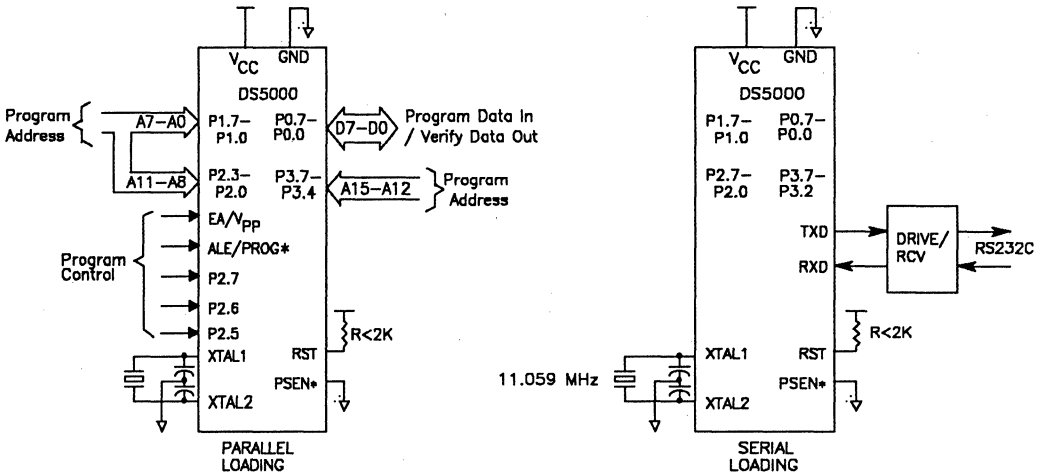 VCC GND
DS5000
Program
Address
A7-A0
P1.7-
P1.0
P0.7-
P0.0
D7-D0
Program Data In
/ Verify Data Out
A11-A8
P2.3-
P2.0
P3.7-
P3.4
A15-A12
Program
Address
Program
Control
EA/VPP
ALE/PROG*
P2.7
P2.6
P2.5
XTAL1
XTAL2
RST
R<2K
PSEN*
PARALLEL
LOADING
VCC GND
DS5000
P1.7-
P1.0
P0.7-
P0.0
P2.7-
P2.0
P3.7-
P3.2
TXD
RXD
DRIVE/
RCV
RS232C
RST
R<2K
PSEN*
XTAL1
XTAL2
11.059 MHz
SERIAL
LOADING